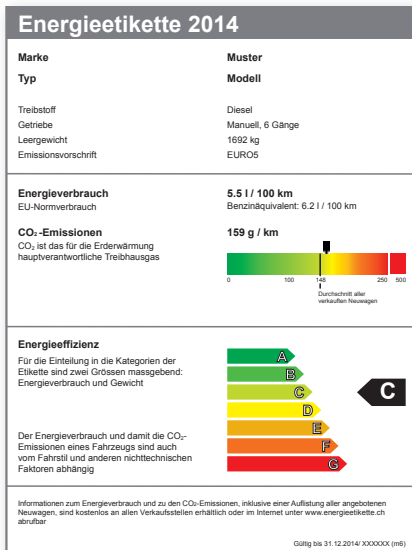 Energieetikette 2014
Marke Muster
Typ Modell
Treibstoff Diesel
Getriebe Manuell, 6 Gänge
Leergewicht 1692 kg
Emissionsvorschrift EURO5
Energieverbrauch 5.5 l / 100 km
EU-Normverbrauch Benzinäquivalent: 6.2 l / 100 km
CO₂-Emissionen 159 g / km
CO₂ ist das für die Erderwärmung
hauptverantwortliche Treibhausgas
0 100 148 250 500
Durchschnitt aller
verkauften Neuwagen
Energieeffizienz
Für die Einteilung in die Kategorien der
Etikette sind zwei Grössen massgebend:
Energieverbrauch und Gewicht
Der Energieverbrauch und damit die CO₂-
Emissionen eines Fahrzeugs sind auch
vom Fahrstil und anderen nichttechnischen
Faktoren abhängig
A
B
C
D
E
F
G
C
Informationen zum Energieverbrauch und zu den CO₂-Emissionen, inklusive einer Auflistung aller angebotenen
Neuwagen, sind kostenlos an allen Verkaufsstellen erhältlich oder im Internet unter www.energieetikette.ch
abrufbar
Gültig bis 31.12.2014/ XXXXXX (m6)